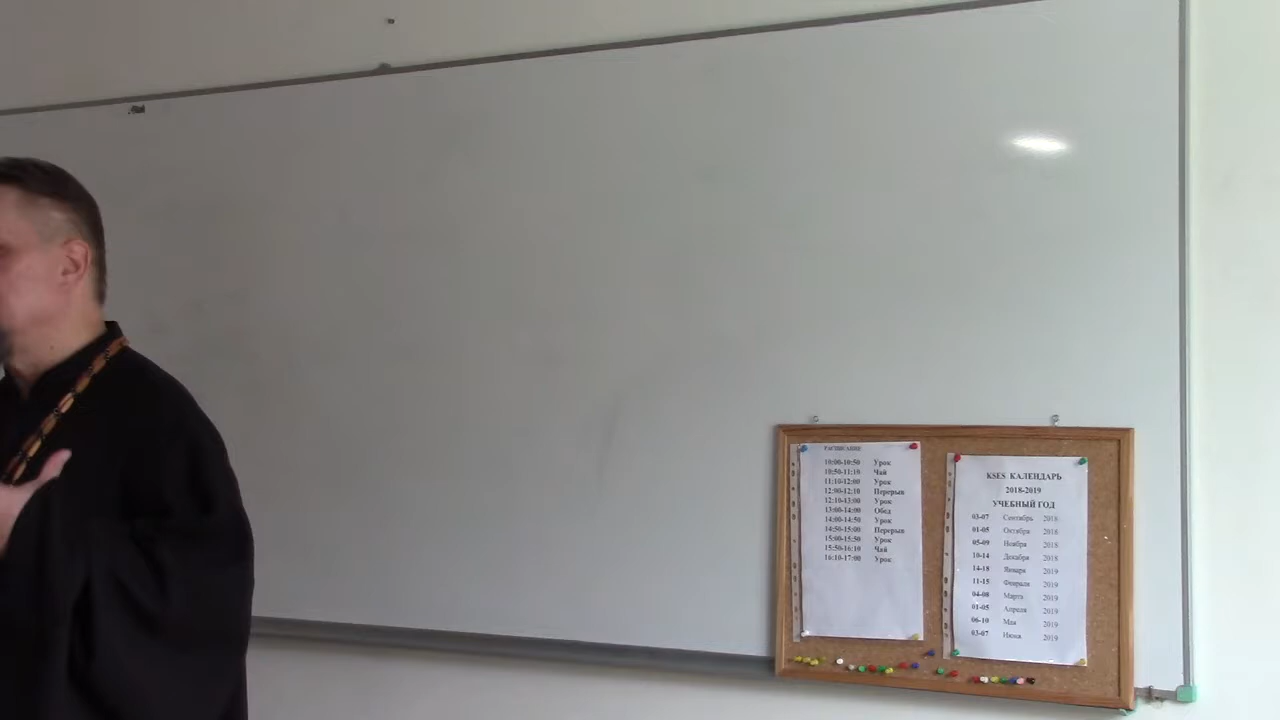 РАСПИСАНИЕ
10:00-10:50 Урок
10:50-11:10 Чай
11:10-12:00 Урок
12:00-12:10 Перерыв
12:10-13:00 Урок
13:00-14:00 Обед
14:00-14:50 Урок
14:50-15:00 Перерыв
15:00-15:50 Урок
15:50-16:10 Чай
16:10-17:00 Урок
KSES КАЛЕНДАРЬ
2018-2019
УЧЕБНЫЙ ГОД
03-07 Сентябрь 2018
01-05 Октября 2018
05-09 Ноября 2018
10-14 Декабря 2018
14-18 Января 2019
11-15 Февраля 2019
04-08 Марта 2019
01-05 Апреля 2019
06-10 Мая 2019
03-07 Июня 2019